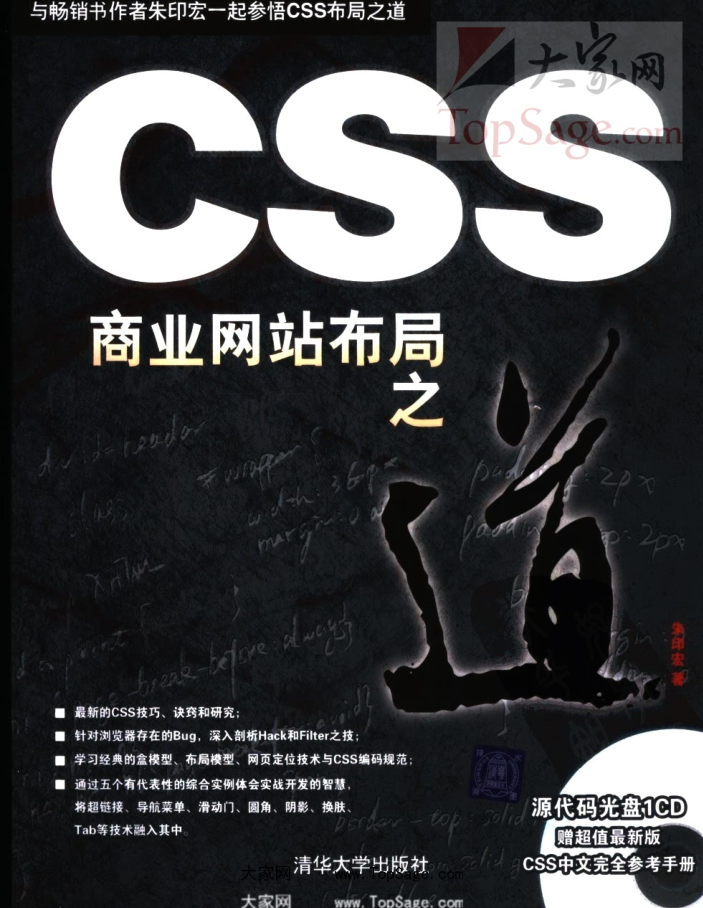 与畅销书作者朱印宏一起参悟CSS布局之道
大家网
TopSage.com
CSS
商业网站布局
之
道
朱印宏 著
■ 最新的CSS技巧、诀窍和研究；
■ 针对浏览器存在的Bug，深入剖析Hack和Filter之技；
■ 学习经典的盒模型、布局模型、网页定位技术与CSS编码规范；
■ 通过五个有代表性的综合实例体会实战开发的智慧，
将超链接、导航菜单、滑动门、圆角、阴影、换肤、
Tab等技术融入其中。
源代码光盘1CD
赠超值最新版
CSS中文完全参考手册
清华大学出版社
大家网 www.TopSage.com
大家网 www.TopSage.com